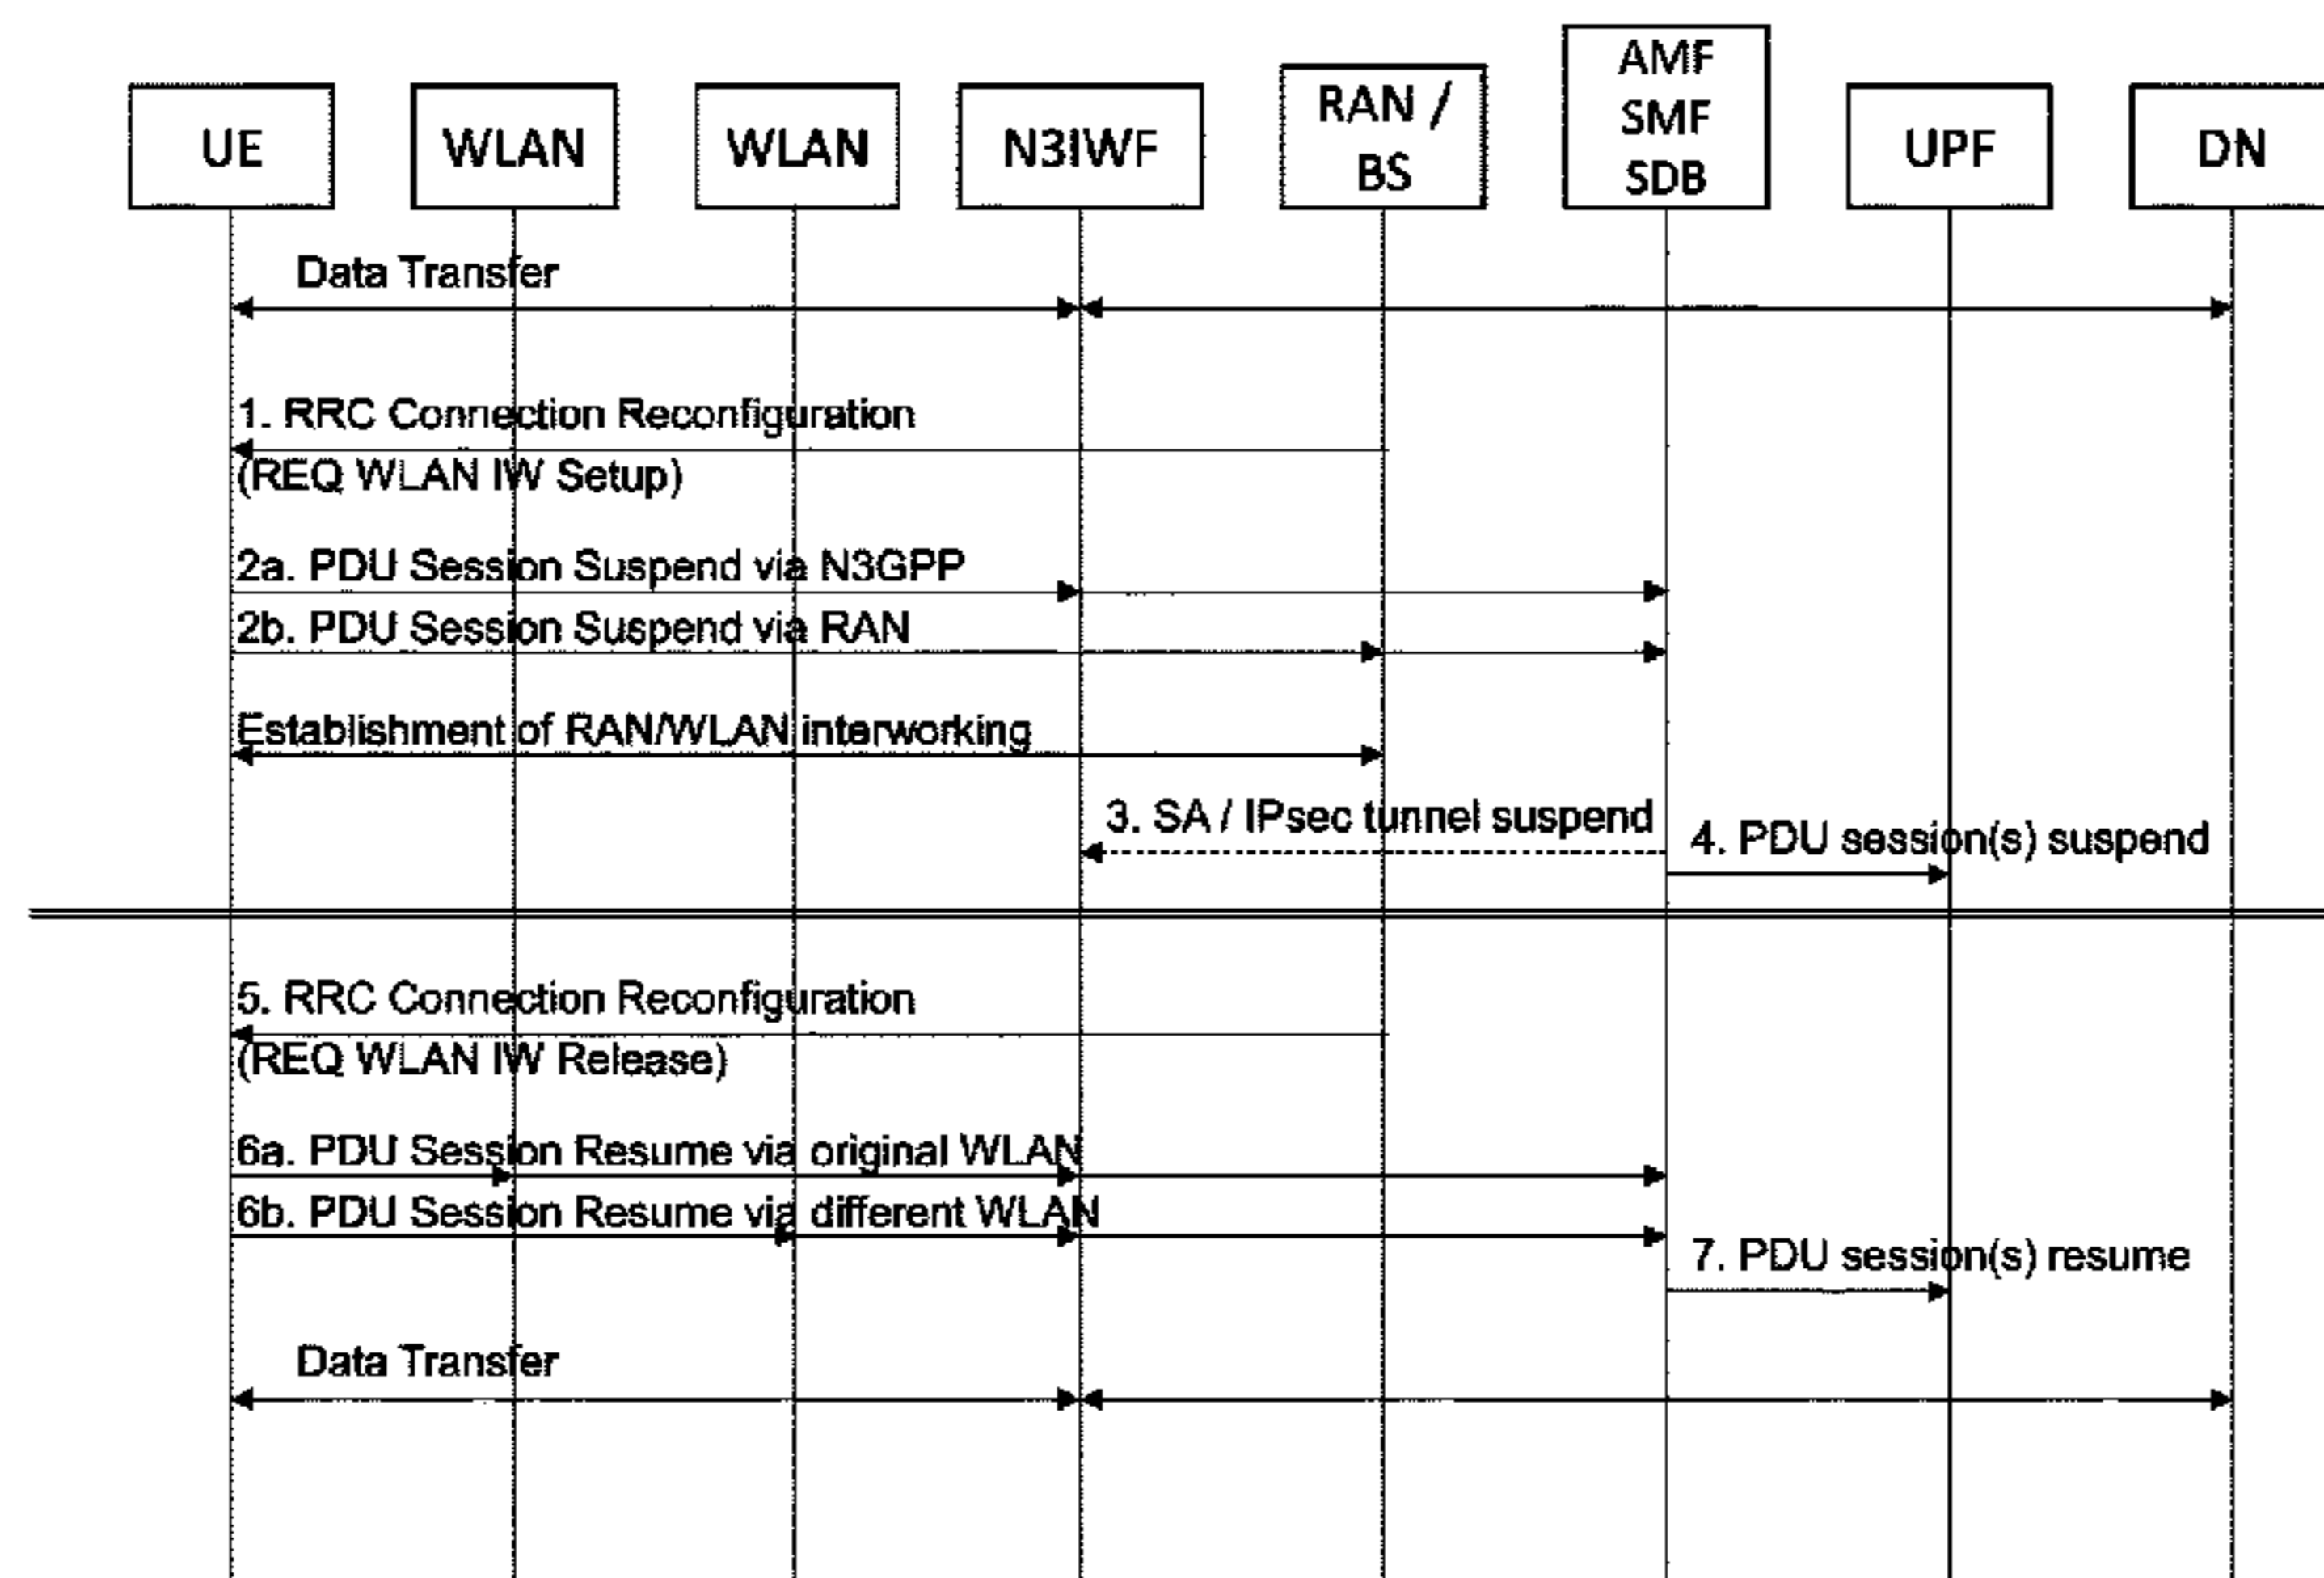 UE
WLAN
WLAN
N3IWF
RAN /
BS
AMF
SMF
SDB
UPF
DN
Data Transfer
1. RRC Connection Reconfiguration
(REQ WLAN IW Setup)
2a. PDU Session Suspend via N3GPP
2b. PDU Session Suspend via RAN
Establishment of RAN/WLAN interworking
3. SA / IPsec tunnel suspend
4. PDU session(s) suspend
5. RRC Connection Reconfiguration
(REQ WLAN IW Release)
6a. PDU Session Resume via original WLAN
6b. PDU Session Resume via different WLAN
7. PDU session(s) resume
Data Transfer